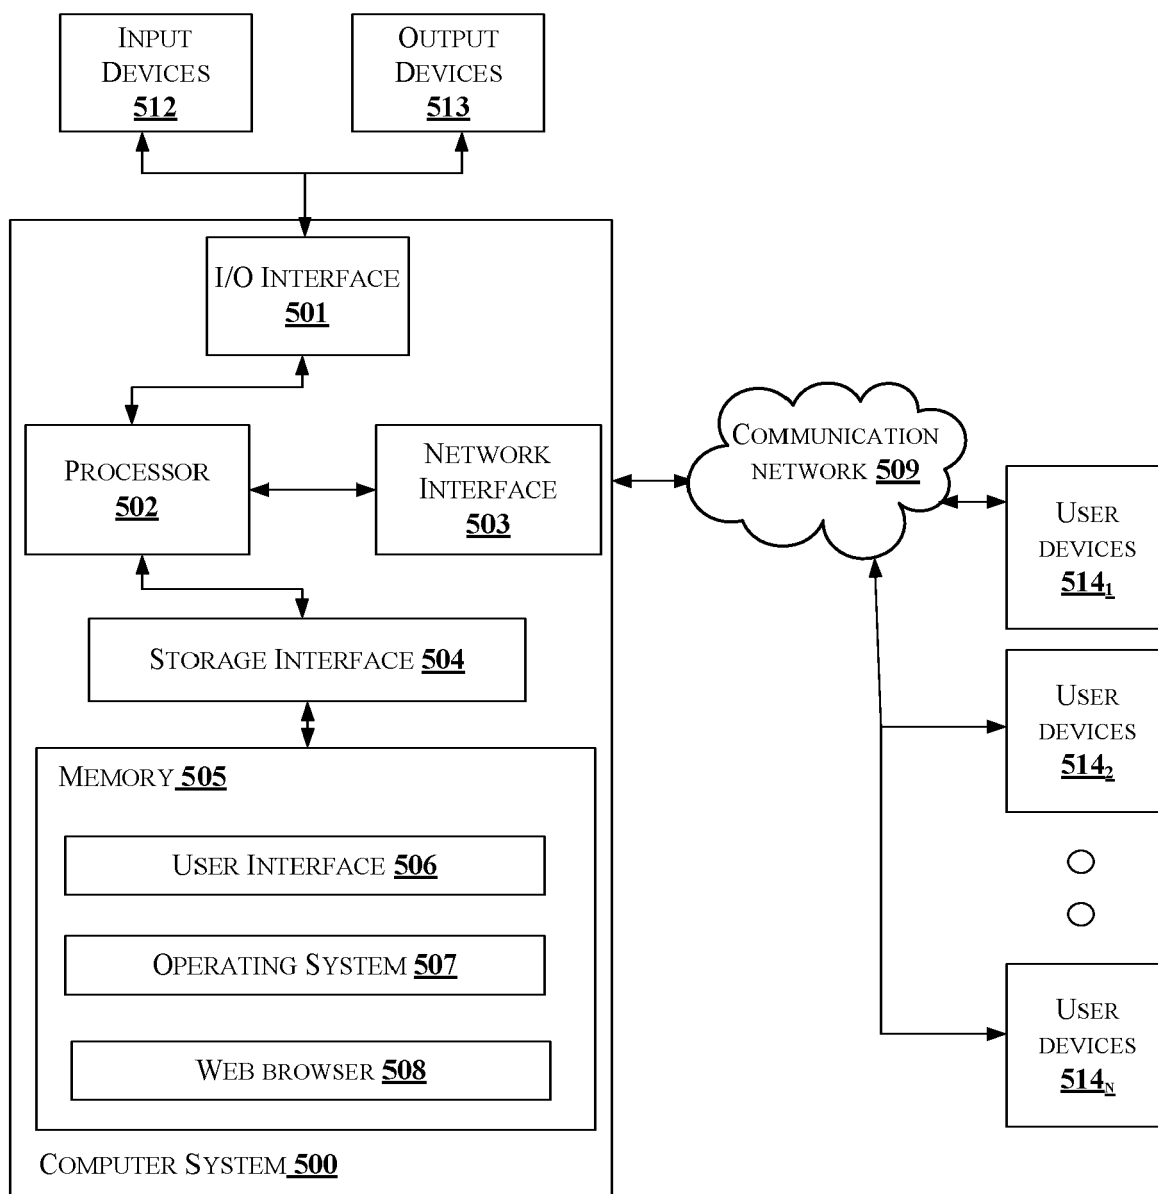 INPUT
DEVICES
512
OUTPUT
DEVICES
513
I/O INTERFACE
501
PROCESSOR
502
NETWORK
INTERFACE
503
STORAGE INTERFACE 504
MEMORY 505
USER INTERFACE 506
OPERATING SYSTEM 507
WEB BROWSER 508
COMPUTER SYSTEM 500
COMMUNICATION
NETWORK 509
USER
DEVICES
514₁
USER
DEVICES
514₂
USER
DEVICES
514_N